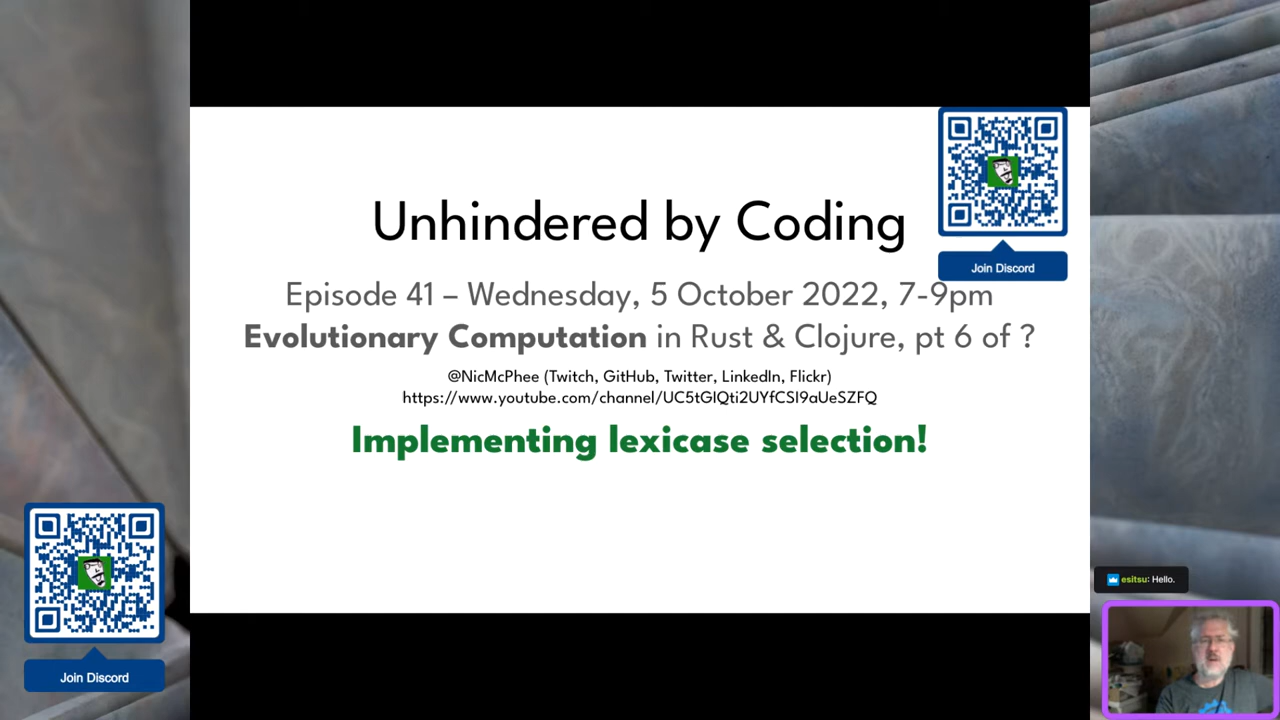 Unhindered by Coding
Join Discord
Episode 41 – Wednesday, 5 October 2022, 7-9pm
Evolutionary Computation in Rust & Clojure, pt 6 of ?
@NicMcPhee (Twitch, GitHub, Twitter, LinkedIn, Flickr)
https://www.youtube.com/channel/UC5tGIQti2UYfCSI9aUeSZFQ
Implementing lexicase selection!
esitsu: Hello.
Join Discord